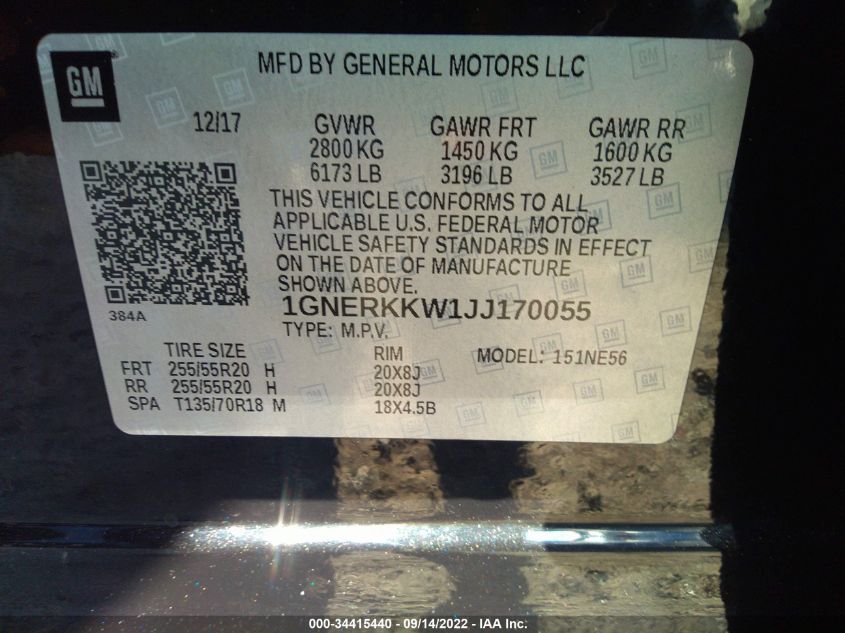 GM
MFD BY GENERAL MOTORS LLC
12/17 GVWR GAWR FRT GAWR RR
2800 KG 1450 KG 1600 KG
6173 LB 3196 LB 3527 LB
THIS VEHICLE CONFORMS TO ALL
APPLICABLE U.S. FEDERAL MOTOR
VEHICLE SAFETY STANDARDS IN EFFECT
ON THE DATE OF MANUFACTURE
SHOWN ABOVE.
384A
1GNERKKW1JJ170055
TYPE: M.P.V.
TIRE SIZE RIM MODEL: 151NE56
FRT 255/55R20 H 20X8J
RR 255/55R20 H 20X8J
SPA T135/70R18 M 18X4.5B
000-34415440 - 09/14/2022 - IAA Inc.